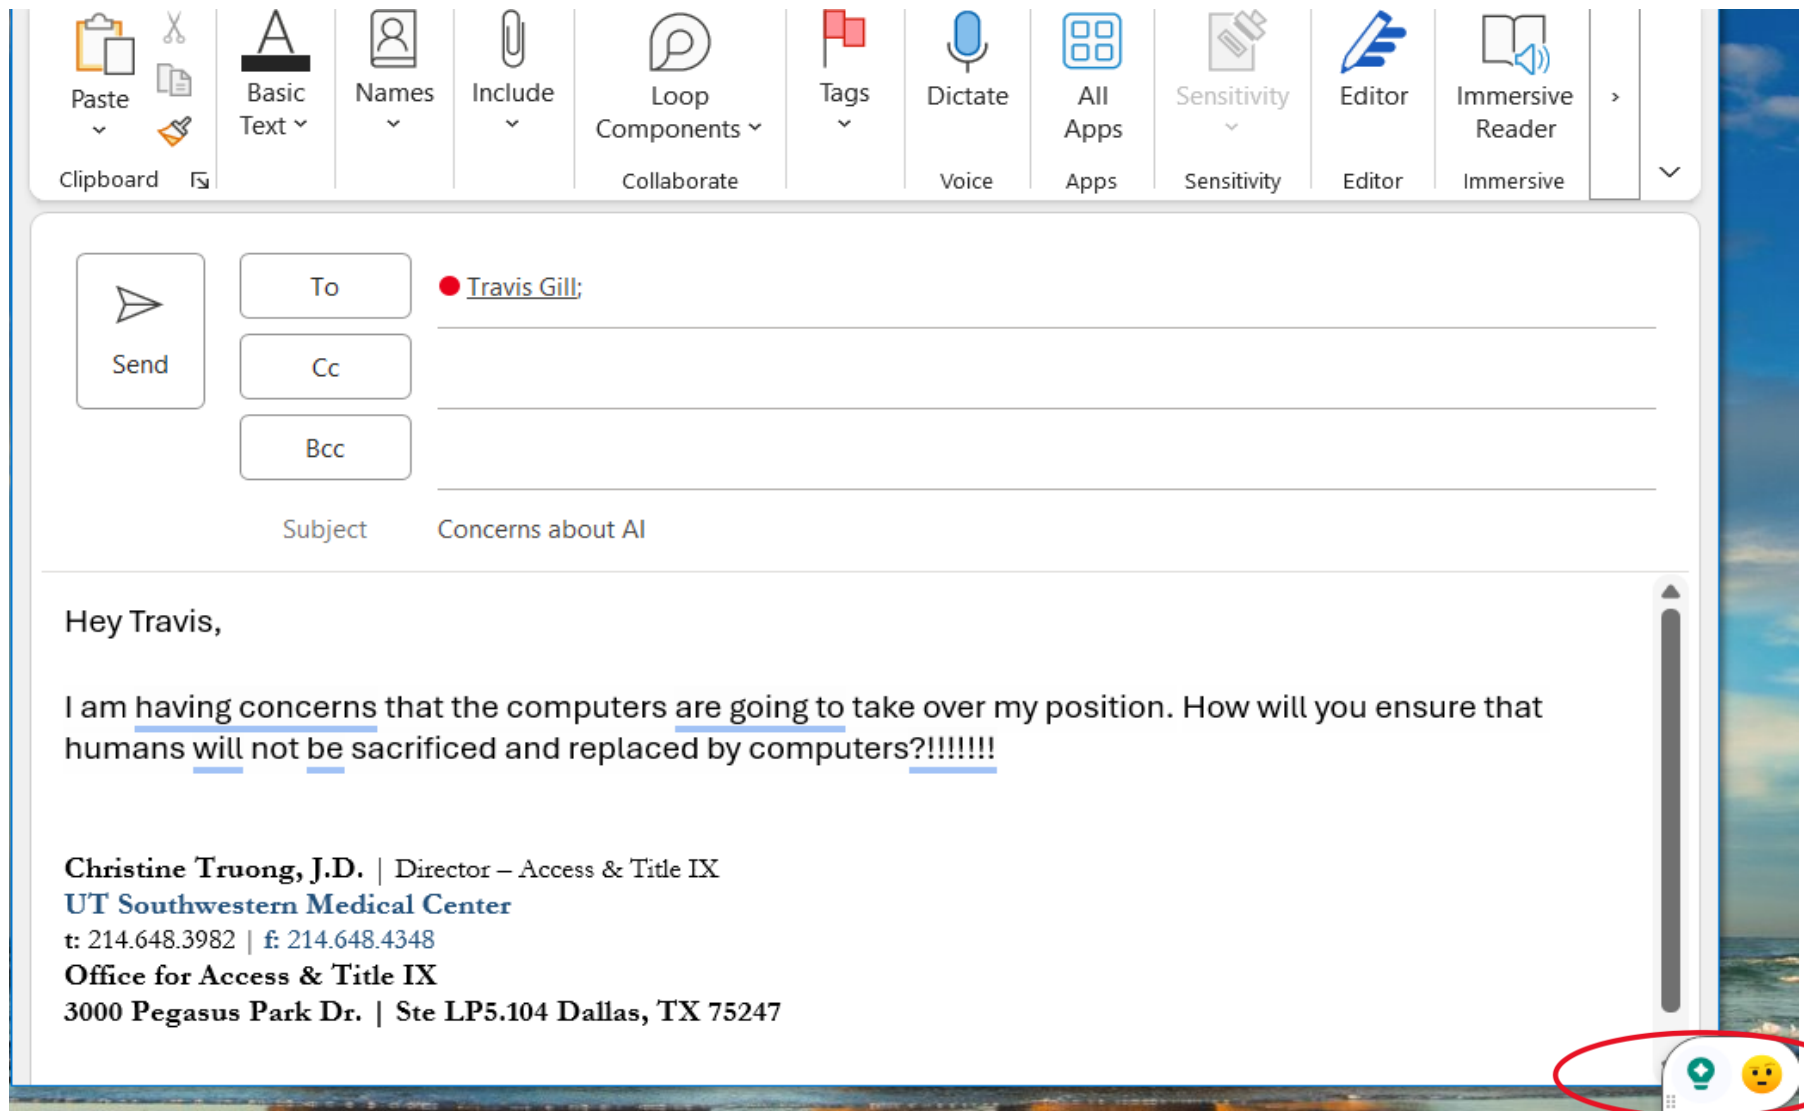 Paste
Basic
Text
Names
Include
Loop
Components
Tags
Dictate
All
Apps
Sensitivity
Editor
Immersive
Reader
Clipboard
Collaborate
Voice
Apps
Sensitivity
Editor
Immersive
Send
To
Travis Gill;
Cc
Bcc
Subject
Concerns about AI
Hey Travis,
I am having concerns that the computers are going to take over my position. How will you ensure that
humans will not be sacrificed and replaced by computers?!!!!!!!
Christine Truong, J.D. | Director – Access & Title IX
UT Southwestern Medical Center
t: 214.648.3982 | f: 214.648.4348
Office for Access & Title IX
3000 Pegasus Park Dr. | Ste LP5.104 Dallas, TX 75247